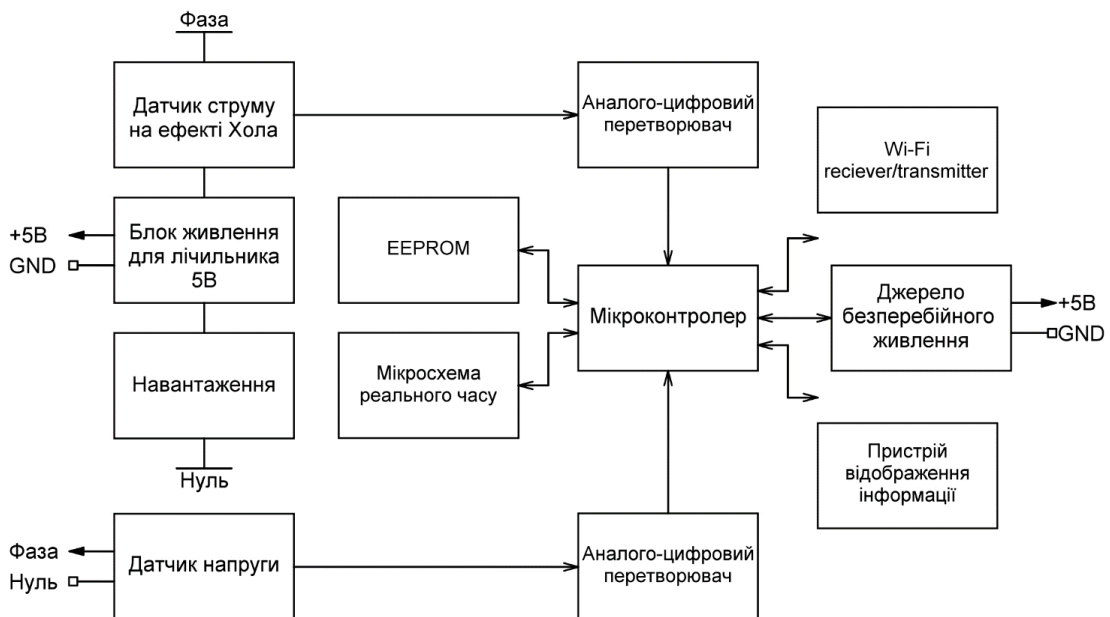 Фаза
Датчик струму
на ефекті Хола
Аналого-цифровий
перетворювач
Wi-Fi
reciever/transmitter
+5В
GND
Блок живлення
для лічильника
5В
EEPROM
Мікроконтролер
Джерело
безперебійного
живлення
+5В
GND
Навантаження
Мікросхема
реального часу
Нуль
Пристрій
відображення
інформації
Фаза
Нуль
Датчик напруги
Аналого-цифровий
перетворювач